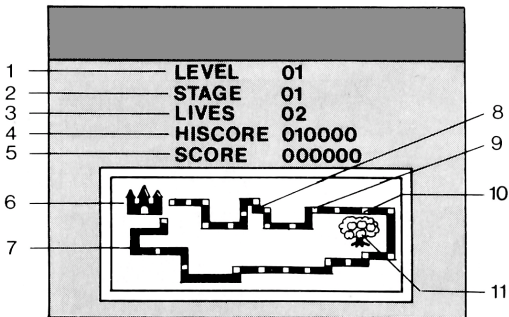 1 LEVEL 01
2 STAGE 01
3 LIVES 02
4 HISCORE 010000 8
5 SCORE 000000 9
6 10
7
11